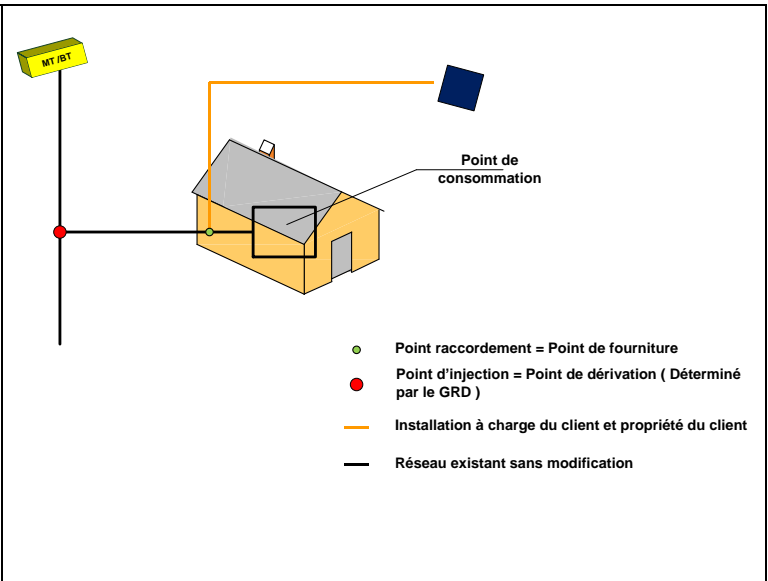 MT /BT
Point de
consommation
Point raccordement = Point de fourniture
Point d'injection = Point de dérivation ( Déterminé
par le GRD )
Installation à charge du client et propriété du client
Réseau existant sans modification